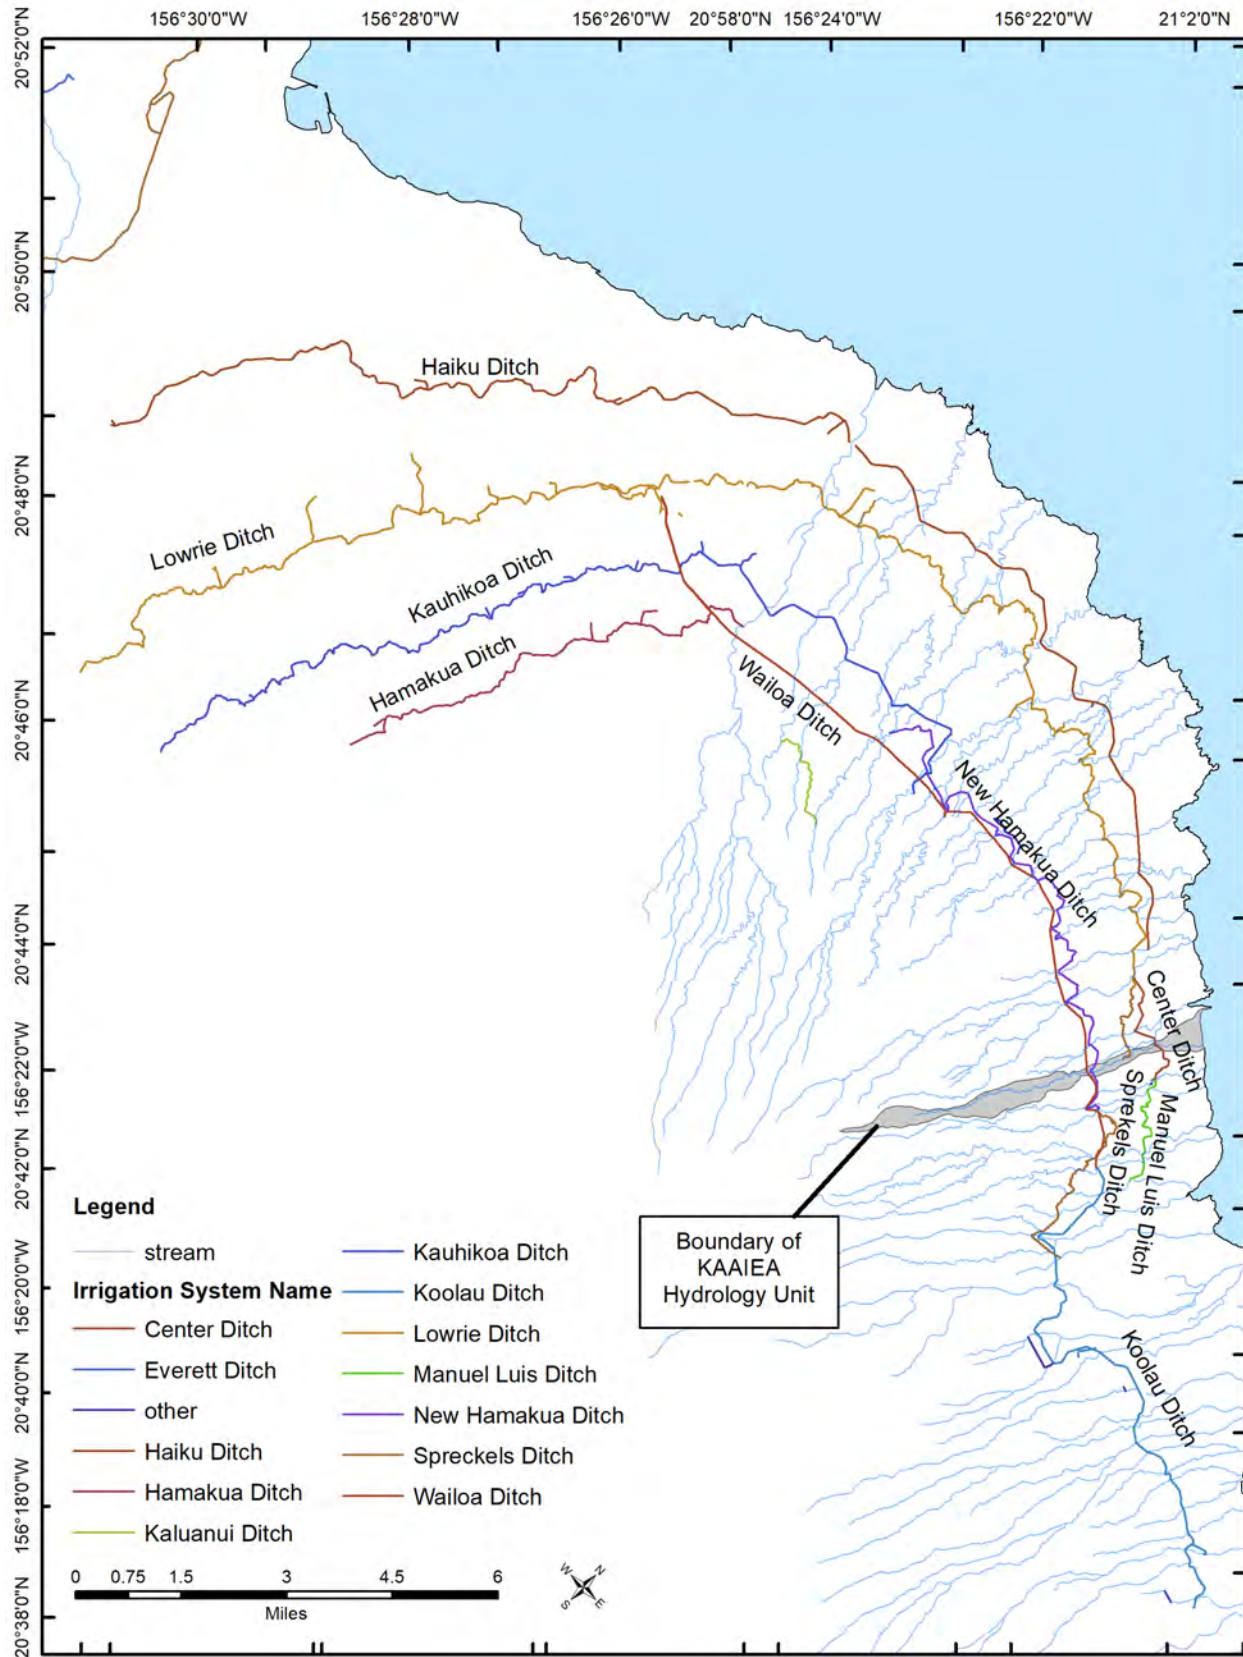 156°30'0"W
156°28'0"W
156°26'0"W
20°58'0"N
156°24'0"W
156°22'0"W
21°2'0"N
20°52'0"N
20°50'0"N
20°48'0"N
20°46'0"N
20°44'0"N
156°22'0"W
20°42'0"N
156°20'0"W
20°40'0"N
156°18'0"W
20°38'0"N
Haiku Ditch
Lowrie Ditch
Kauhikoa Ditch
Hamakua Ditch
Wailoa Ditch
New Hamakua Ditch
Center Ditch
Sprekels Ditch
Manuel Luis Ditch
Koolau Ditch
Boundary of
KAAIEA
Hydrology Unit
Legend
stream
Irrigation System Name
Center Ditch
Everett Ditch
other
Haiku Ditch
Hamakua Ditch
Kaluanui Ditch
Kauhikoa Ditch
Koolau Ditch
Lowrie Ditch
Manuel Luis Ditch
New Hamakua Ditch
Spreckels Ditch
Wailoa Ditch
0 0.75 1.5 3 4.5 6
Miles
W N
S E